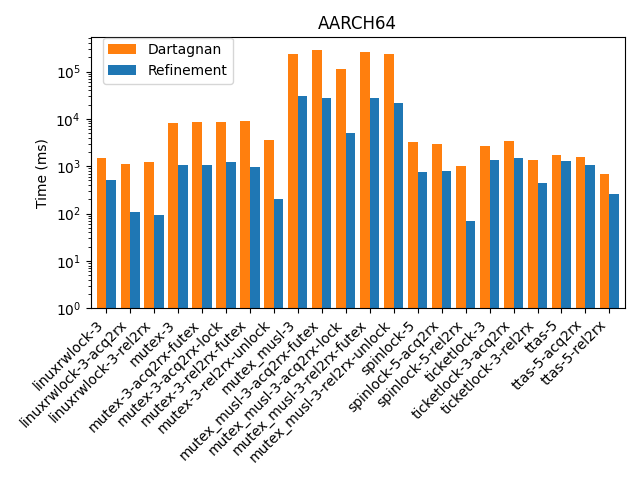 AARCH64
Dartagnan
Refinement
Time (ms)
10^5
10^4
10^3
10^2
10^1
10^0
linuxrwlock-3
linuxrwlock-3-acq2rx
linuxrwlock-3-rel2rx
mutex-3
mutex-3-acq2rx-futex
mutex-3-acq2rx-lock
mutex-3-rel2rx-futex
mutex-3-rel2rx-unlock
mutex_musl-3
mutex_musl-3-acq2rx-futex
mutex_musl-3-acq2rx-lock
mutex_musl-3-rel2rx-futex
mutex_musl-3-rel2rx-unlock
spinlock-5
spinlock-5-acq2rx
spinlock-5-rel2rx
ticketlock-3
ticketlock-3-acq2rx
ticketlock-3-rel2rx
ttas-5
ttas-5-acq2rx
ttas-5-rel2rx